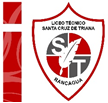 LICEO TÉCNICO
SANTA CRUZ DE TRIANA
S T
RANCAGUA